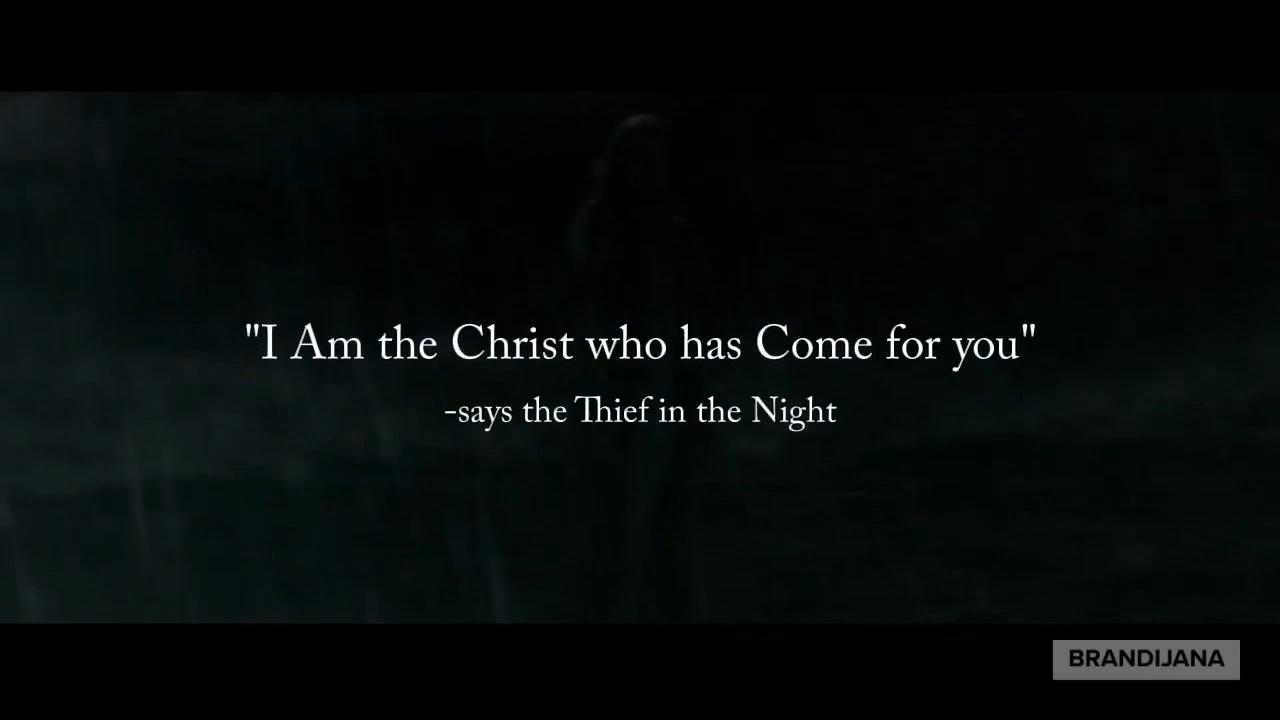 "I Am the Christ who has Come for you"
-says the Thief in the Night
BRANDIJANA